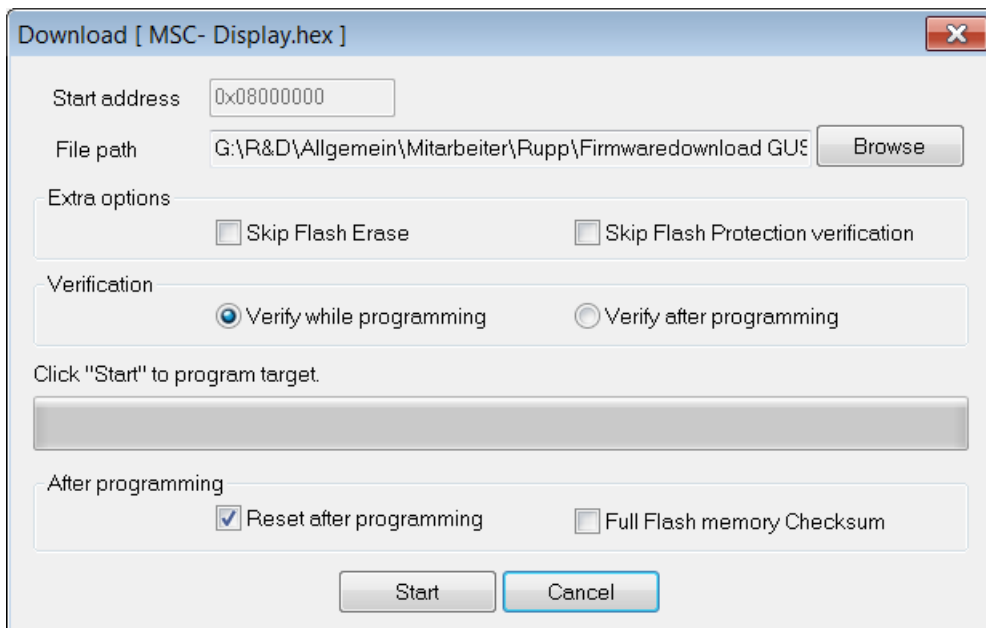 Download [ MSC- Display.hex ]
Start address 0x08000000
File path G:\R&D\Allgemein\Mitarbeiter\Rupp\Firmwaredownload GUS Browse
Extra options
Skip Flash Erase Skip Flash Protection verification
Verification
Verify while programming Verify after programming
Click "Start" to program target.
After programming
Reset after programming Full Flash memory Checksum
Start Cancel